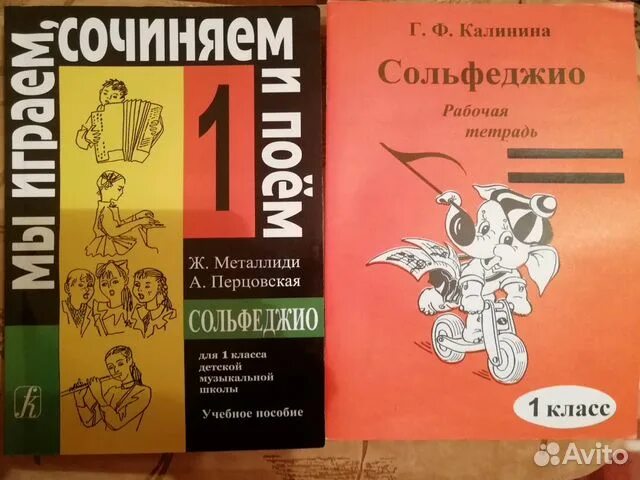 МЫ ИГРАЕМ,
СОЧИНЯЕМ
И ПОЁМ
1
Ж. Металлиди
А. Перцовская
СОЛЬФЕДЖИО
для 1 класса
детской
музыкальной
школы
Учебное пособие
Г. Ф. Калинина
Сольфеджио
Рабочая
тетрадь
1 класс
Avito